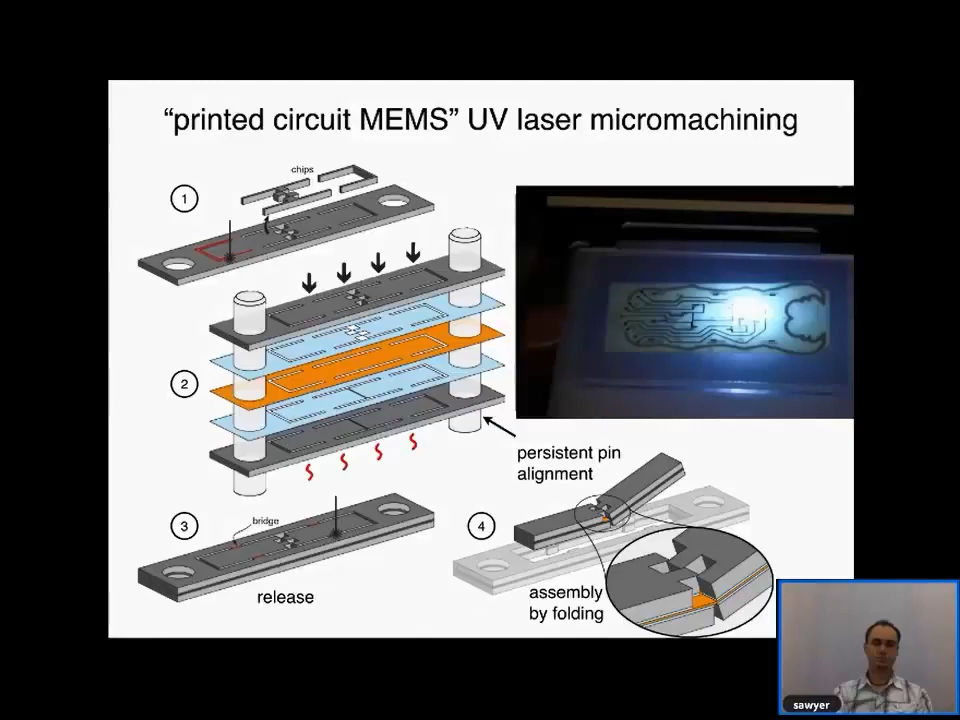 “printed circuit MEMS” UV laser micromachining
chips
1
2
persistent pin
alignment
3
bridge
release
4
assembly
by folding
sawyer